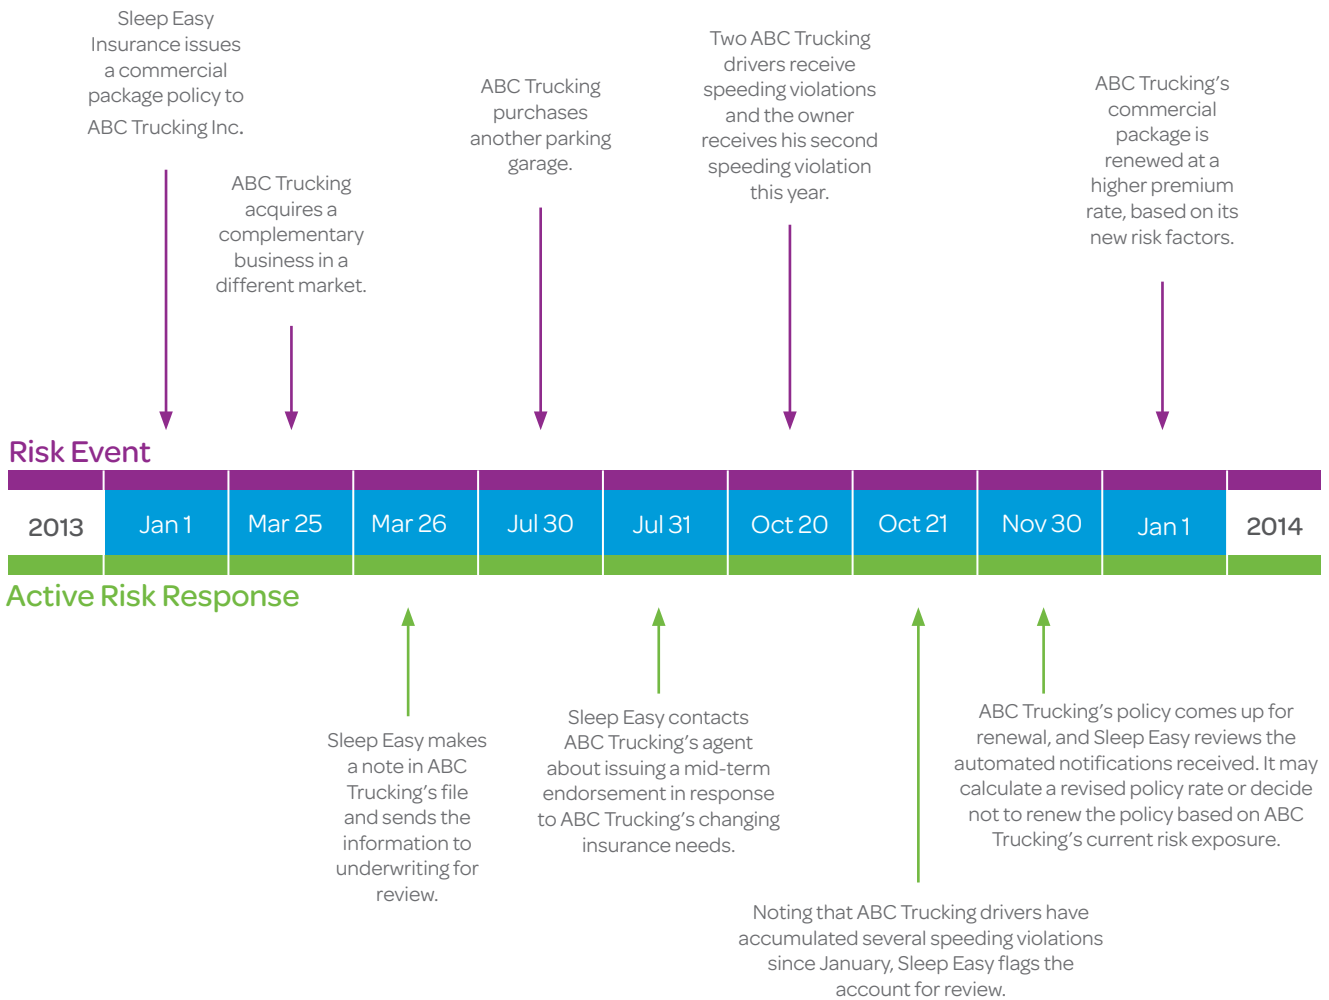 Sleep Easy
Insurance issues
a commercial
package policy to
ABC Trucking Inc.
ABC Trucking
acquires a
complementary
business in a
different market.
ABC Trucking
purchases
another parking
garage.
Two ABC Trucking
drivers receive
speeding violations
and the owner
receives his second
speeding violation
this year.
ABC Trucking’s
commercial
package is
renewed at a
higher premium
rate, based on its
new risk factors.
Risk Event
2013 Jan 1 Mar 25 Mar 26 Jul 30 Jul 31 Oct 20 Oct 21 Nov 30 Jan 1 2014
Active Risk Response
Sleep Easy makes
a note in ABC
Trucking’s file
and sends the
information to
underwriting for
review.
Sleep Easy contacts
ABC Trucking’s agent
about issuing a mid-term
endorsement in response
to ABC Trucking’s changing
insurance needs.
Noting that ABC Trucking drivers have
accumulated several speeding violations
since January, Sleep Easy flags the
account for review.
ABC Trucking’s policy comes up for
renewal, and Sleep Easy reviews the
automated notifications received. It may
calculate a revised policy rate or decide
not to renew the policy based on ABC
Trucking’s current risk exposure.